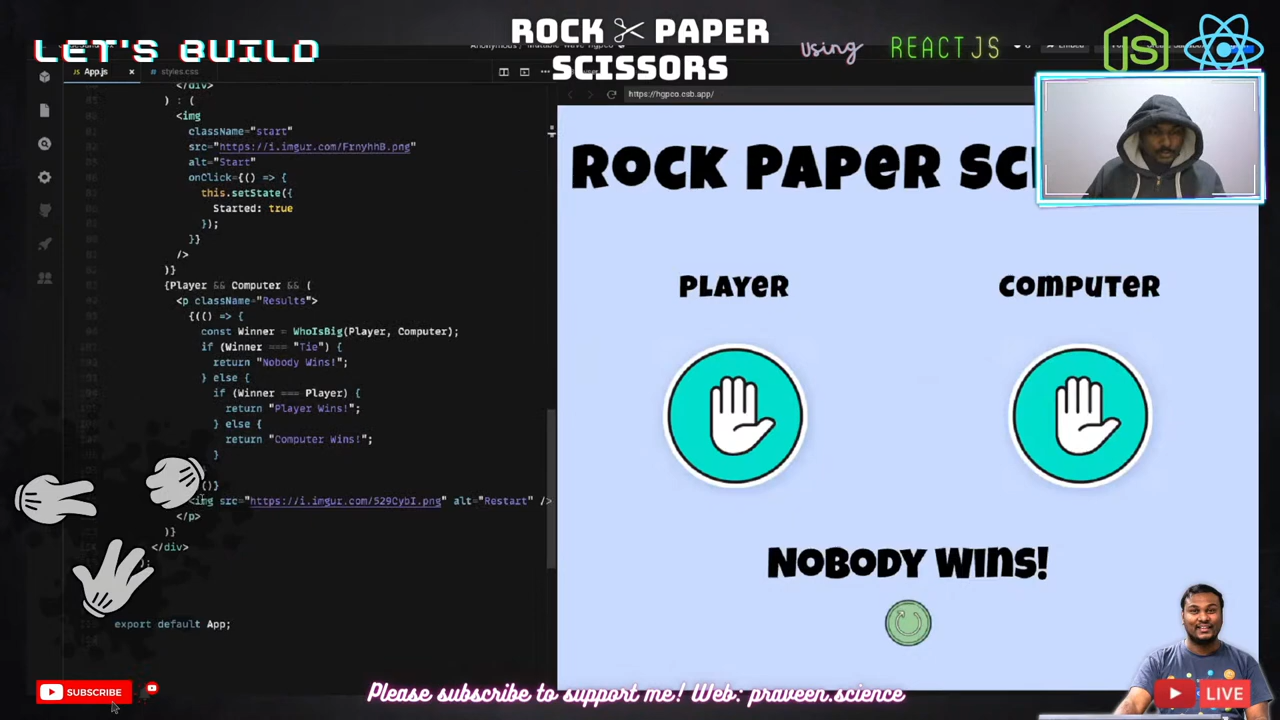 LET'S BUILD
ROCK PAPER
SCISSORS
Using
REACTJS
JS
App.js
styles.css
https://hgpco.csb.app/
</div>
) : (
<img
className="start"
src="https://i.imgur.com/FrnyhhB.png"
alt="Start"
onClick={() => {
this.setState({
Started: true
});
}}
/>
)}
{Player && Computer && (
<p className="Results">
{(() => {
const Winner = WhoIsBig(Player, Computer);
if (Winner === "Tie") {
return "Nobody Wins!";
} else {
if (Winner === Player) {
return "Player Wins!";
} else {
return "Computer Wins!";
}
)()}
<img src="https://i.imgur.com/529CybI.png" alt="Restart" />
</p>
)}
</div>
export default App;
ROCK PAPER
PLAYER
COMPUTER
NOBODY WINS!
SUBSCRIBE
Please subscribe to support me! Web: praveen.science
LIVE